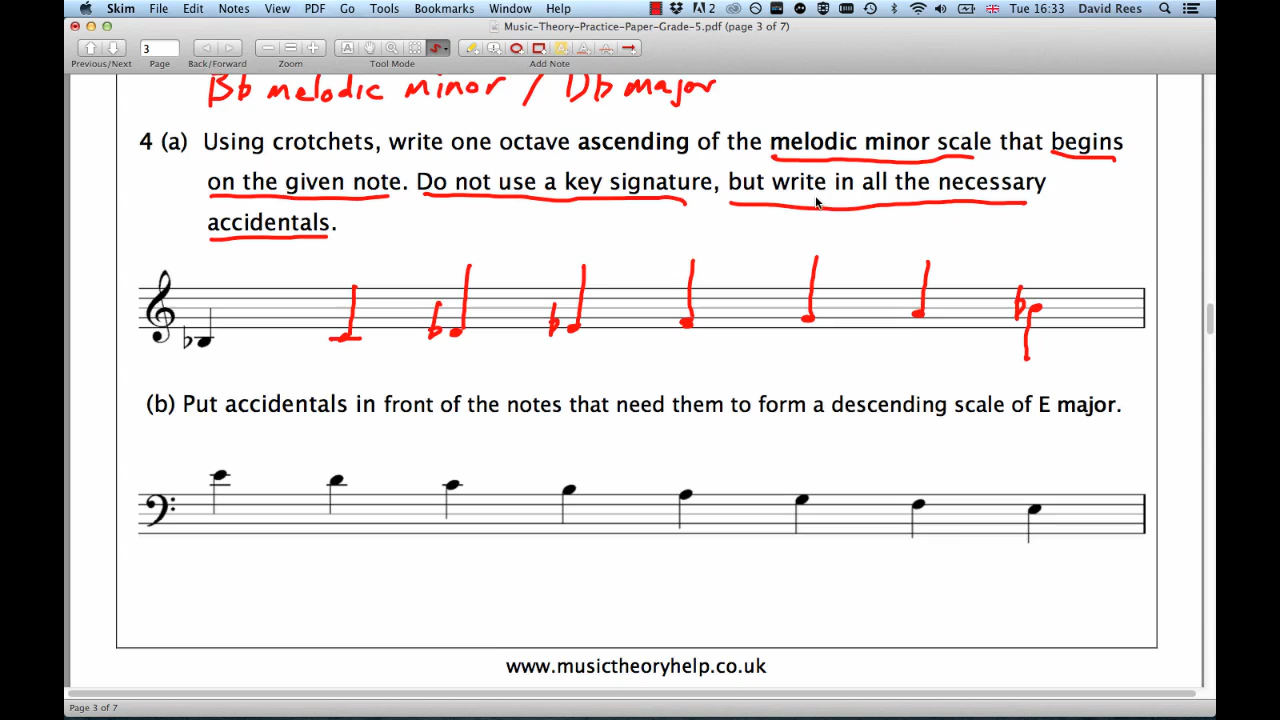 Skim File Edit Notes View PDF Go Tools Bookmarks Window Help 2 Tue 16:33 David Rees
Music-Theory-Practice-Paper-Grade-5.pdf (page 3 of 7)
3 A T
Previous/Next Page Back/Forward Zoom Tool Mode Add Note
Bb melodic minor / Db major
4 (a) Using crotchets, write one octave ascending of the melodic minor scale that begins
on the given note. Do not use a key signature, but write in all the necessary
accidentals.
(b) Put accidentals in front of the notes that need them to form a descending scale of E major.
www.musictheoryhelp.co.uk
Page 3 of 7